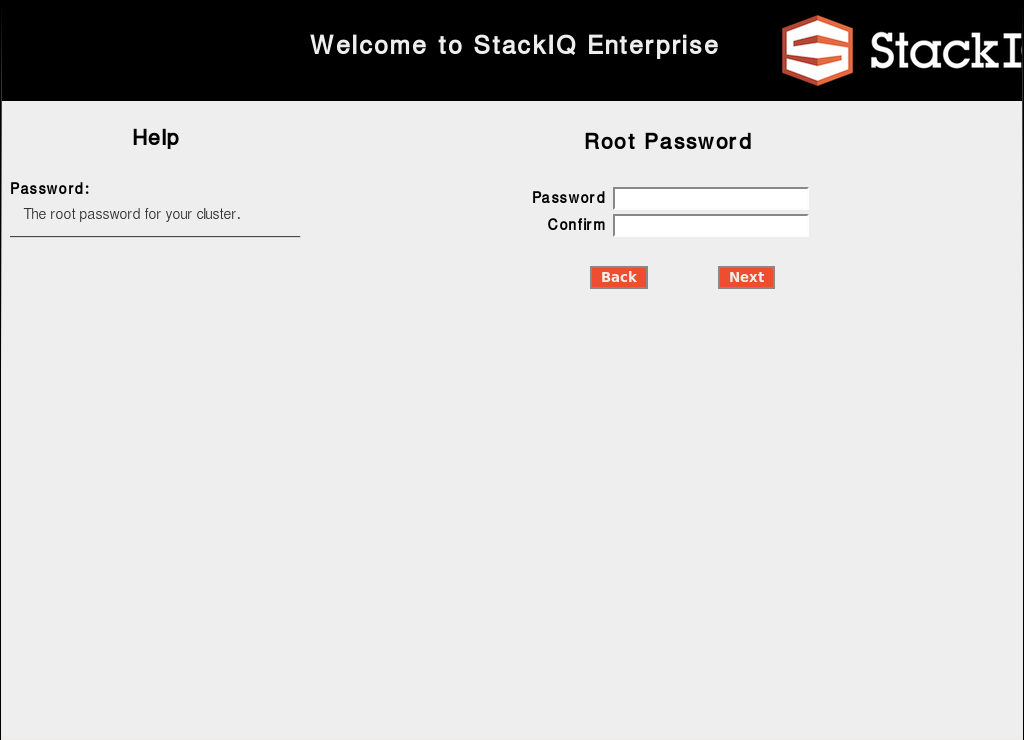 Welcome to StackIQ Enterprise
StackI
Help
Password:
The root password for your cluster.
Root Password
Password
Confirm
Back
Next